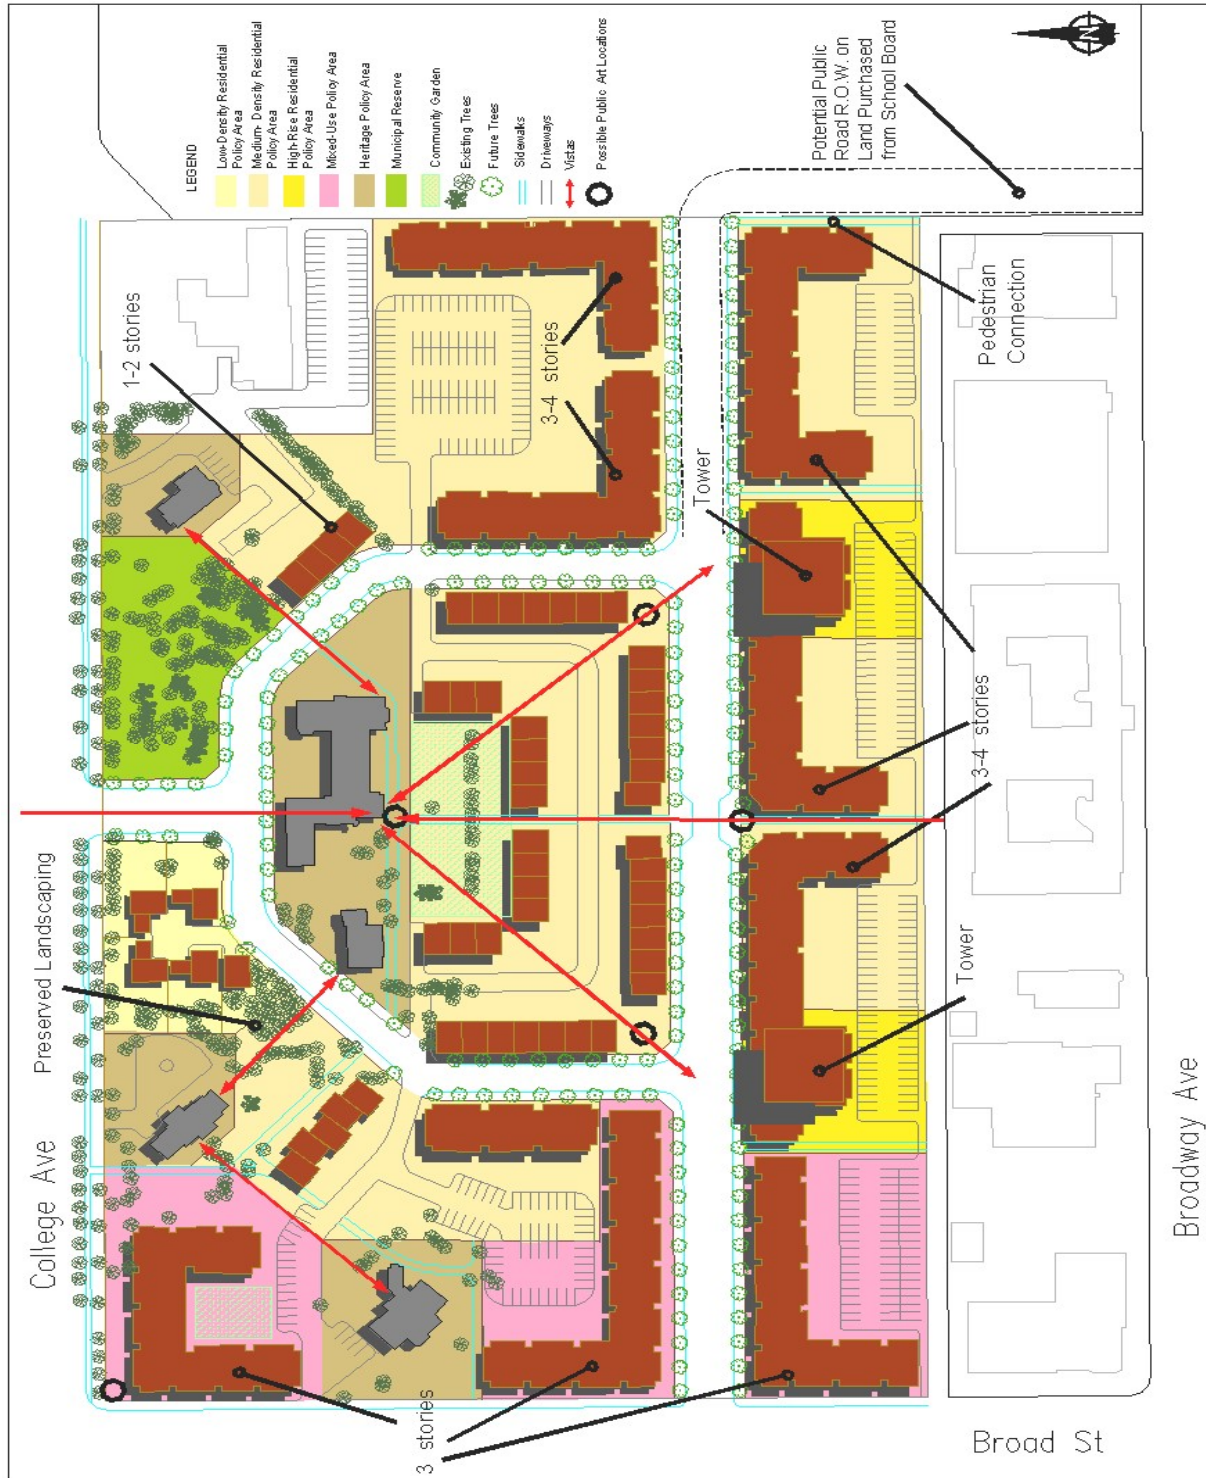 LEGEND
Low-Density Residential
Policy Area
Medium- Density Residential
Policy Area
High-Rise Residential
Policy Area
Mixed-Use Policy Area
Heritage Policy Area
Municipal Reserve
Community Garden
Existing Trees
Future Trees
Sidewalks
Driveways
Vistas
Possible Public Art Locations
N
Potential Public
Road R.O.W. on
Land Purchased
from School Board
1-2 stories
3-4 stories
Pedestrian
Connection
Tower
Preserved Landscaping
3-4 stories
Tower
College Ave
3 stories
Broadway Ave
Broad St